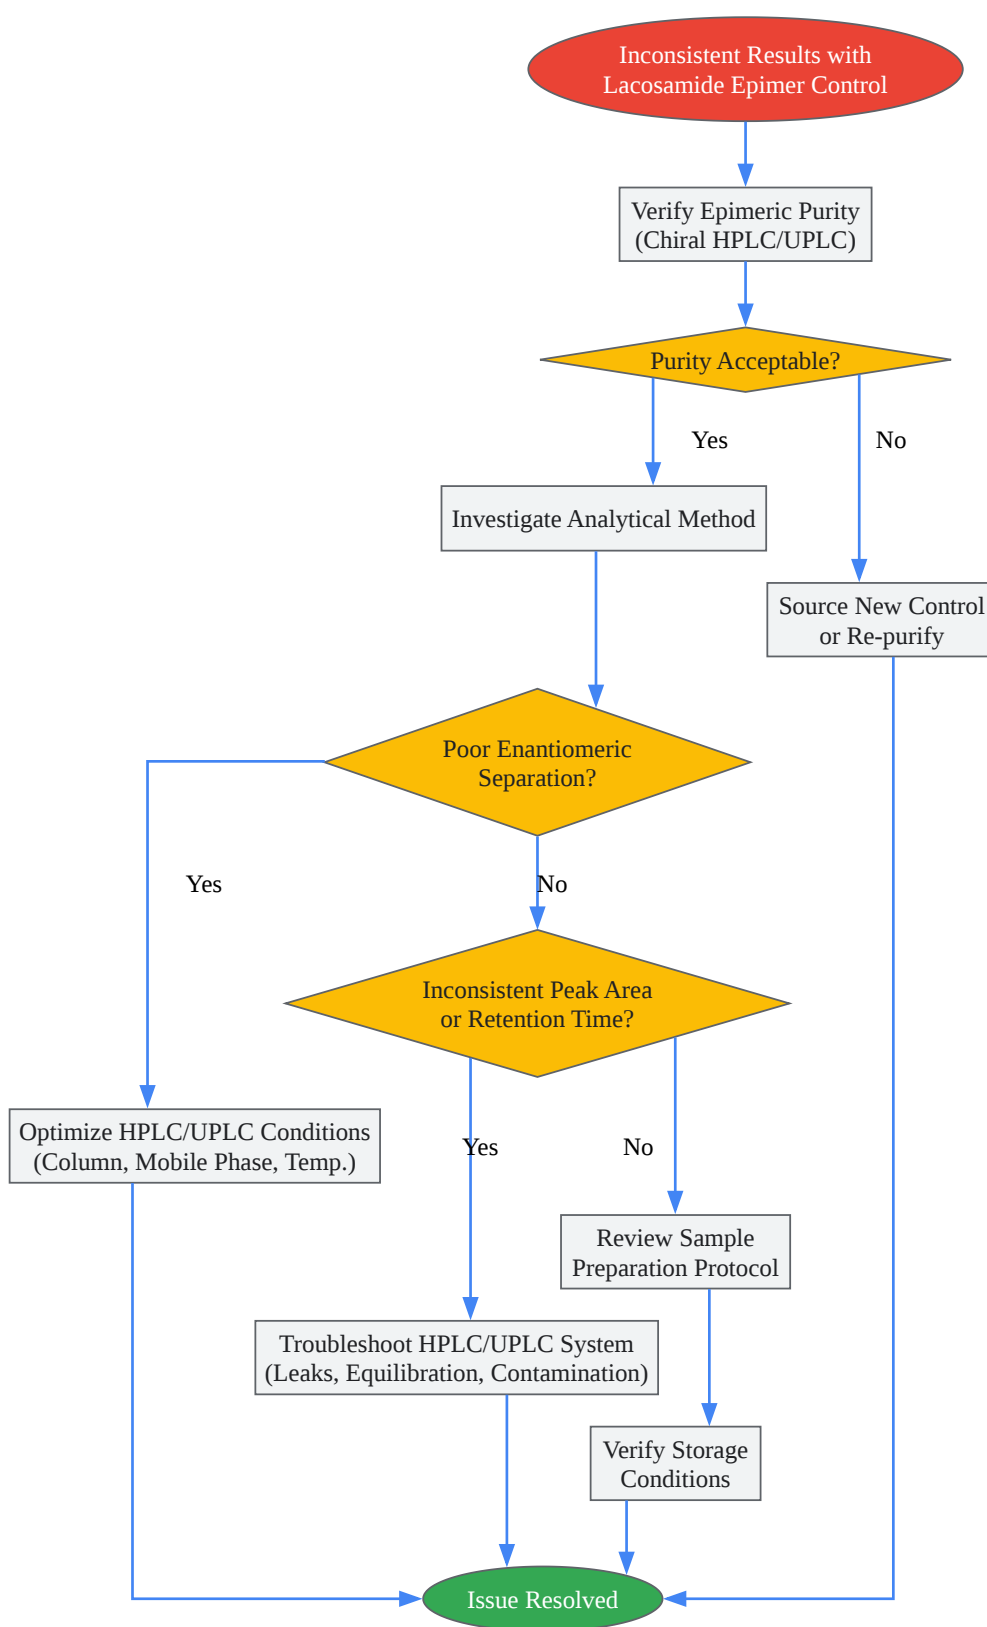 Inconsistent Results with
Lacosamide Epimer Control
Verify Epimeric Purity
(Chiral HPLC/UPLC)
Purity Acceptable?
Yes
No
Investigate Analytical Method
Source New Control
or Re-purify
Poor Enantiomeric
Separation?
Yes
No
Inconsistent Peak Area
or Retention Time?
Optimize HPLC/UPLC Conditions
(Column, Mobile Phase, Temp.)
Yes
No
Review Sample
Preparation Protocol
Troubleshoot HPLC/UPLC System
(Leaks, Equilibration, Contamination)
Verify Storage
Conditions
Issue Resolved